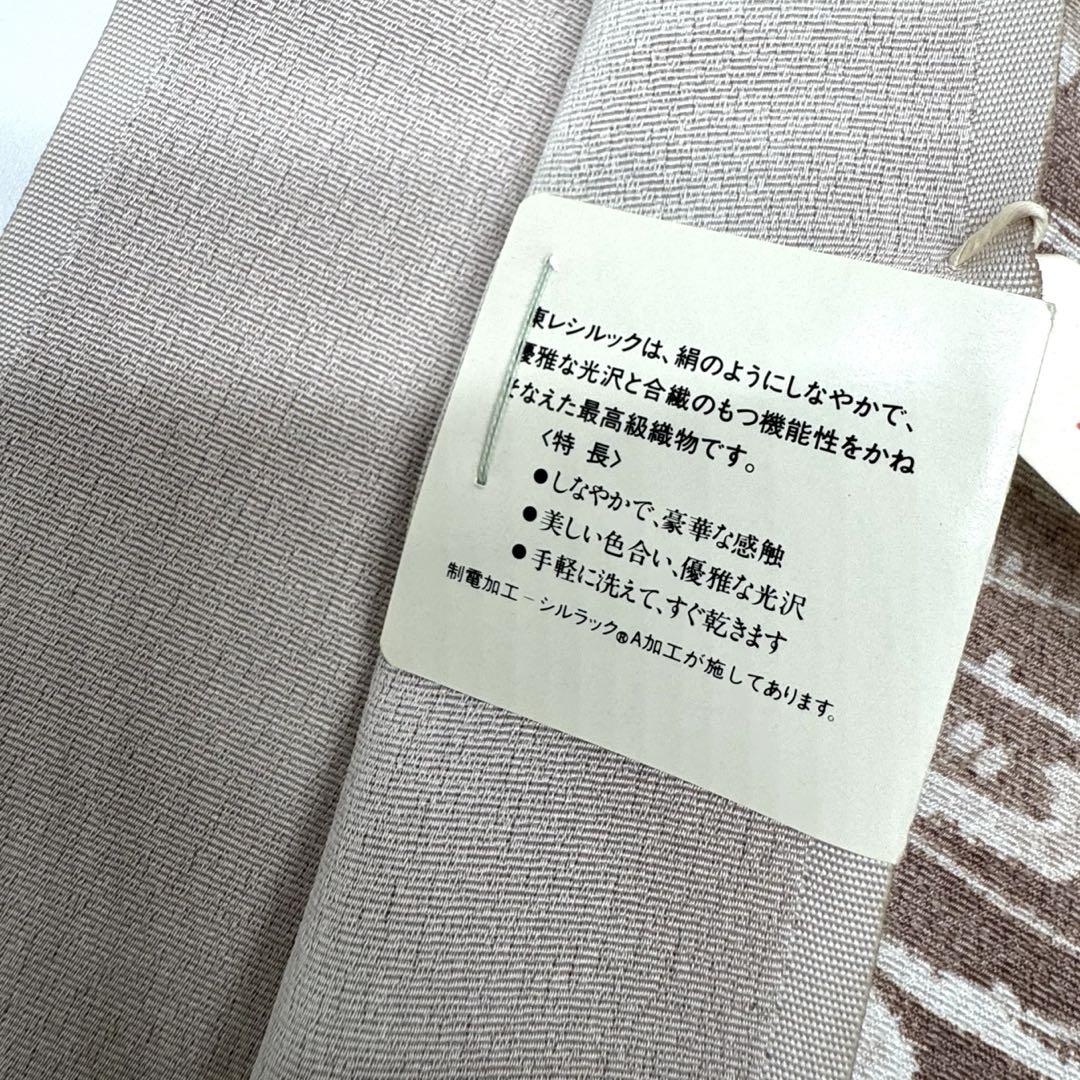 東レシルックは、絹のようにしなやかで、
優雅な光沢と合繊のもつ機能性をかね
そなえた最高級織物です。
〈特 長〉
●しなやかで、豪華な感触
●美しい色合い、優雅な光沢
●手軽に洗えて、すぐ乾きます
制電加工－シルラック®A加工が施してあります。